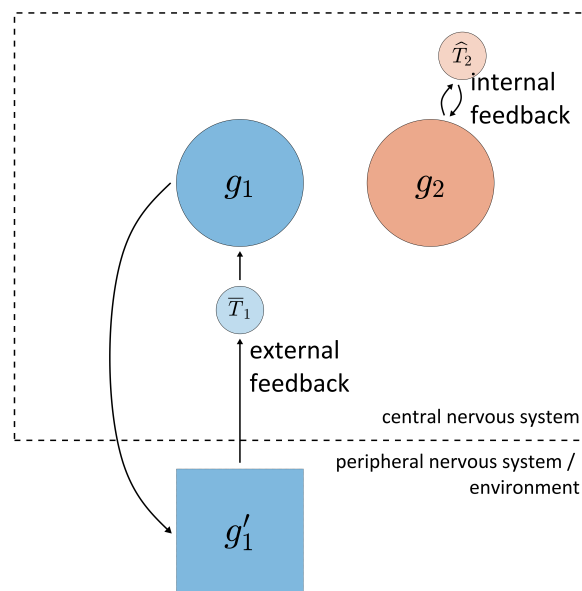 T̂₂
internal
feedback
g₁
g₂
T̅₁
external
feedback
central nervous system
peripheral nervous system /
environment
g′₁